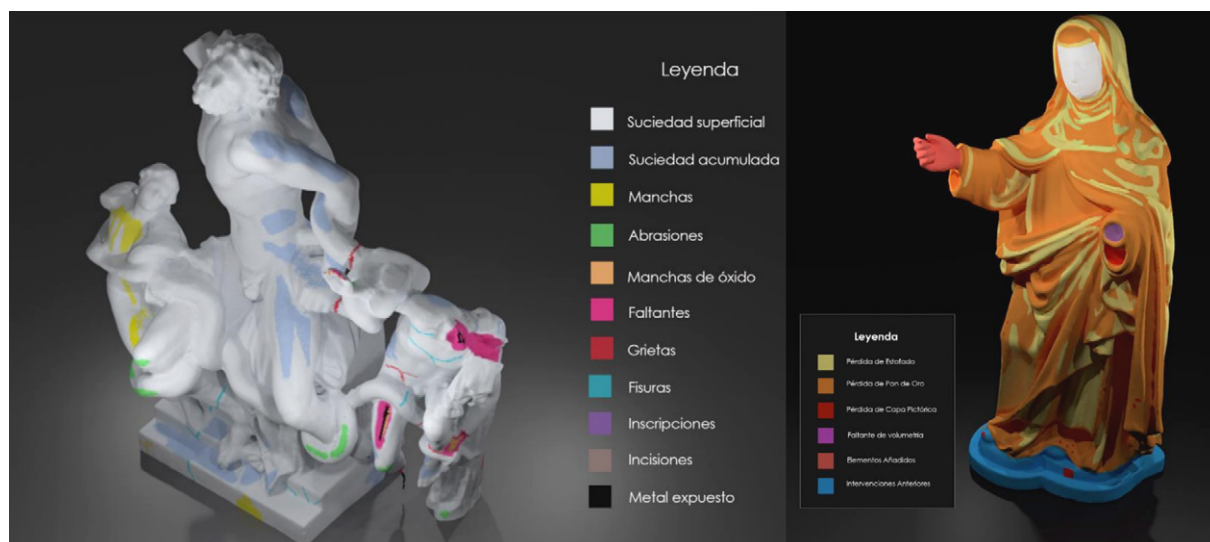 Leyenda
Suciedad superficial
Suciedad acumulada
Manchas
Abrasiones
Manchas de óxido
Faltantes
Grietas
Fisuras
Inscripciones
Incisiones
Metal expuesto
Leyenda
Pérdida de Estofado
Pérdida de Pan de Oro
Pérdida de Capa Pictórica
Faltante de volumetría
Elementos Añadidos
Intervenciones Anteriores